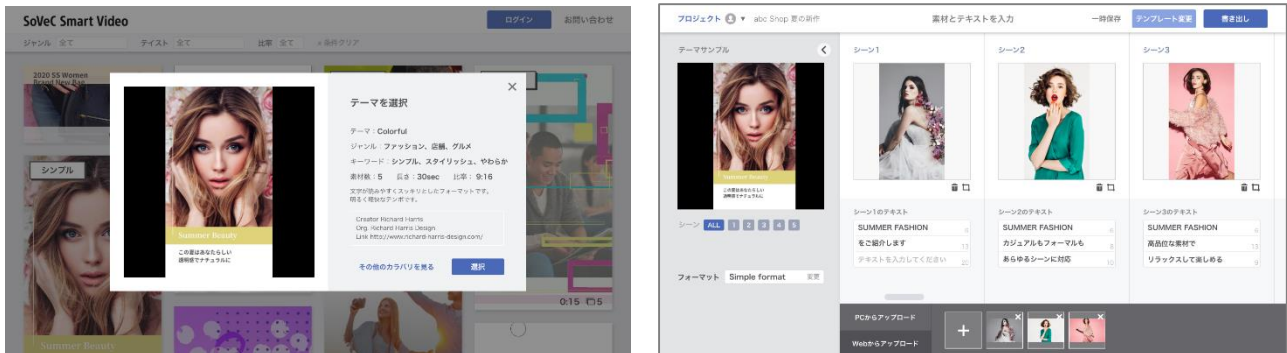 SoVeC Smart Video
ログイン
お問い合わせ
ジャンル 全て
テイスト 全て
比率 全て
×条件クリア
2020 SS Women
Brand New Bag
シンプル
Summer Beauty
テーマを選択
テーマ：Colorful
ジャンル：ファッション、店舗、グルメ
キーワード：シンプル、スタイリッシュ、やわらか
素材数：5 長さ：30sec 比率：9:16
文字が読みやすくスッキリとしたフォーマットです。
明るく軽快なテンポです。
Creator Richard Harris
Org. Richard Harris Design
Link http://www.richard-harris-design.com/
その他のカラバリを見る
選択
Summer Beauty
この夏はあなたらしい
透明感でナチュラルに
0:15 5
プロジェクト
abc Shop 夏の新作
素材とテキストを入力
一時保存
テンプレート変更
書き出し
テーマサンプル
Summer Beauty
この夏はあなたらしい
透明感でナチュラルに
シーン ALL 1 2 3 4 5
フォーマット Simple format 変更
シーン1
シーン1のテキスト
SUMMER FASHION
をご紹介します 13
テキストを入力してください 20
シーン2
シーン2のテキスト
SUMMER FASHION
カジュアルもフォーマルも
あらゆるシーンに対応 10
シーン3
シーン3のテキスト
SUMMER FASHION
高品位な素材で 13
リラックスして楽しめる
PCからアップロード
Webからアップロード